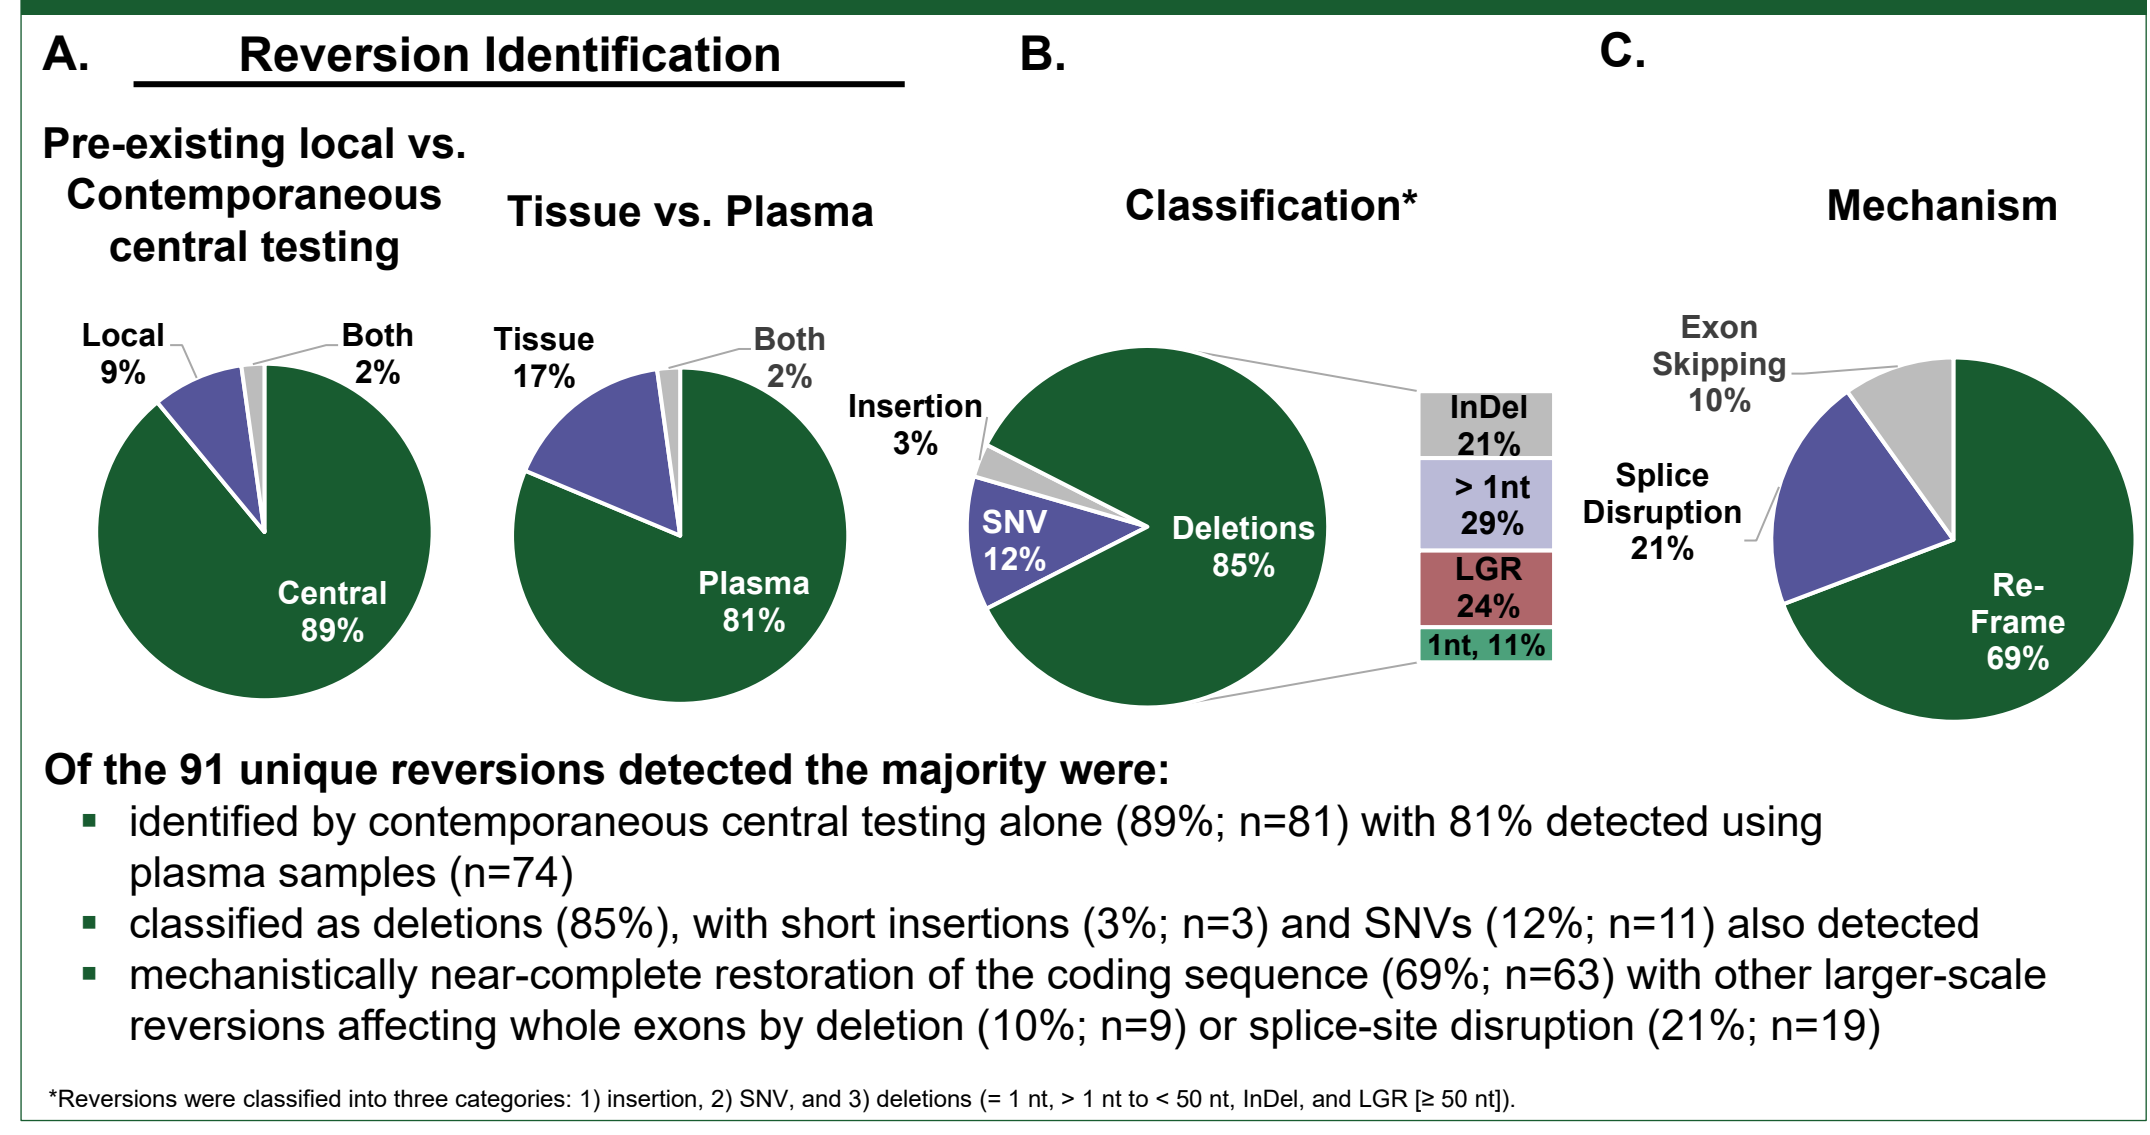 A.
Reversion Identification
Pre-existing local vs.
Contemporaneous
central testing
Local
9%
Both
2%
Central
89%
Tissue vs. Plasma
Tissue
17%
Both
2%
Plasma
81%
B.
Classification*
Insertion
3%
SNV
12%
Deletions
85%
InDel
21%
> 1nt
29%
LGR
24%
1nt, 11%
C.
Mechanism
Exon
Skipping
10%
Splice
Disruption
21%
Re-
Frame
69%
Of the 91 unique reversions detected the majority were:
▪ identified by contemporaneous central testing alone (89%; n=81) with 81% detected using
plasma samples (n=74)
▪ classified as deletions (85%), with short insertions (3%; n=3) and SNVs (12%; n=11) also detected
▪ mechanistically near-complete restoration of the coding sequence (69%; n=63) with other larger-scale
reversions affecting whole exons by deletion (10%; n=9) or splice-site disruption (21%; n=19)
*Reversions were classified into three categories: 1) insertion, 2) SNV, and 3) deletions (= 1 nt, > 1 nt to < 50 nt, InDel, and LGR [≥ 50 nt]).